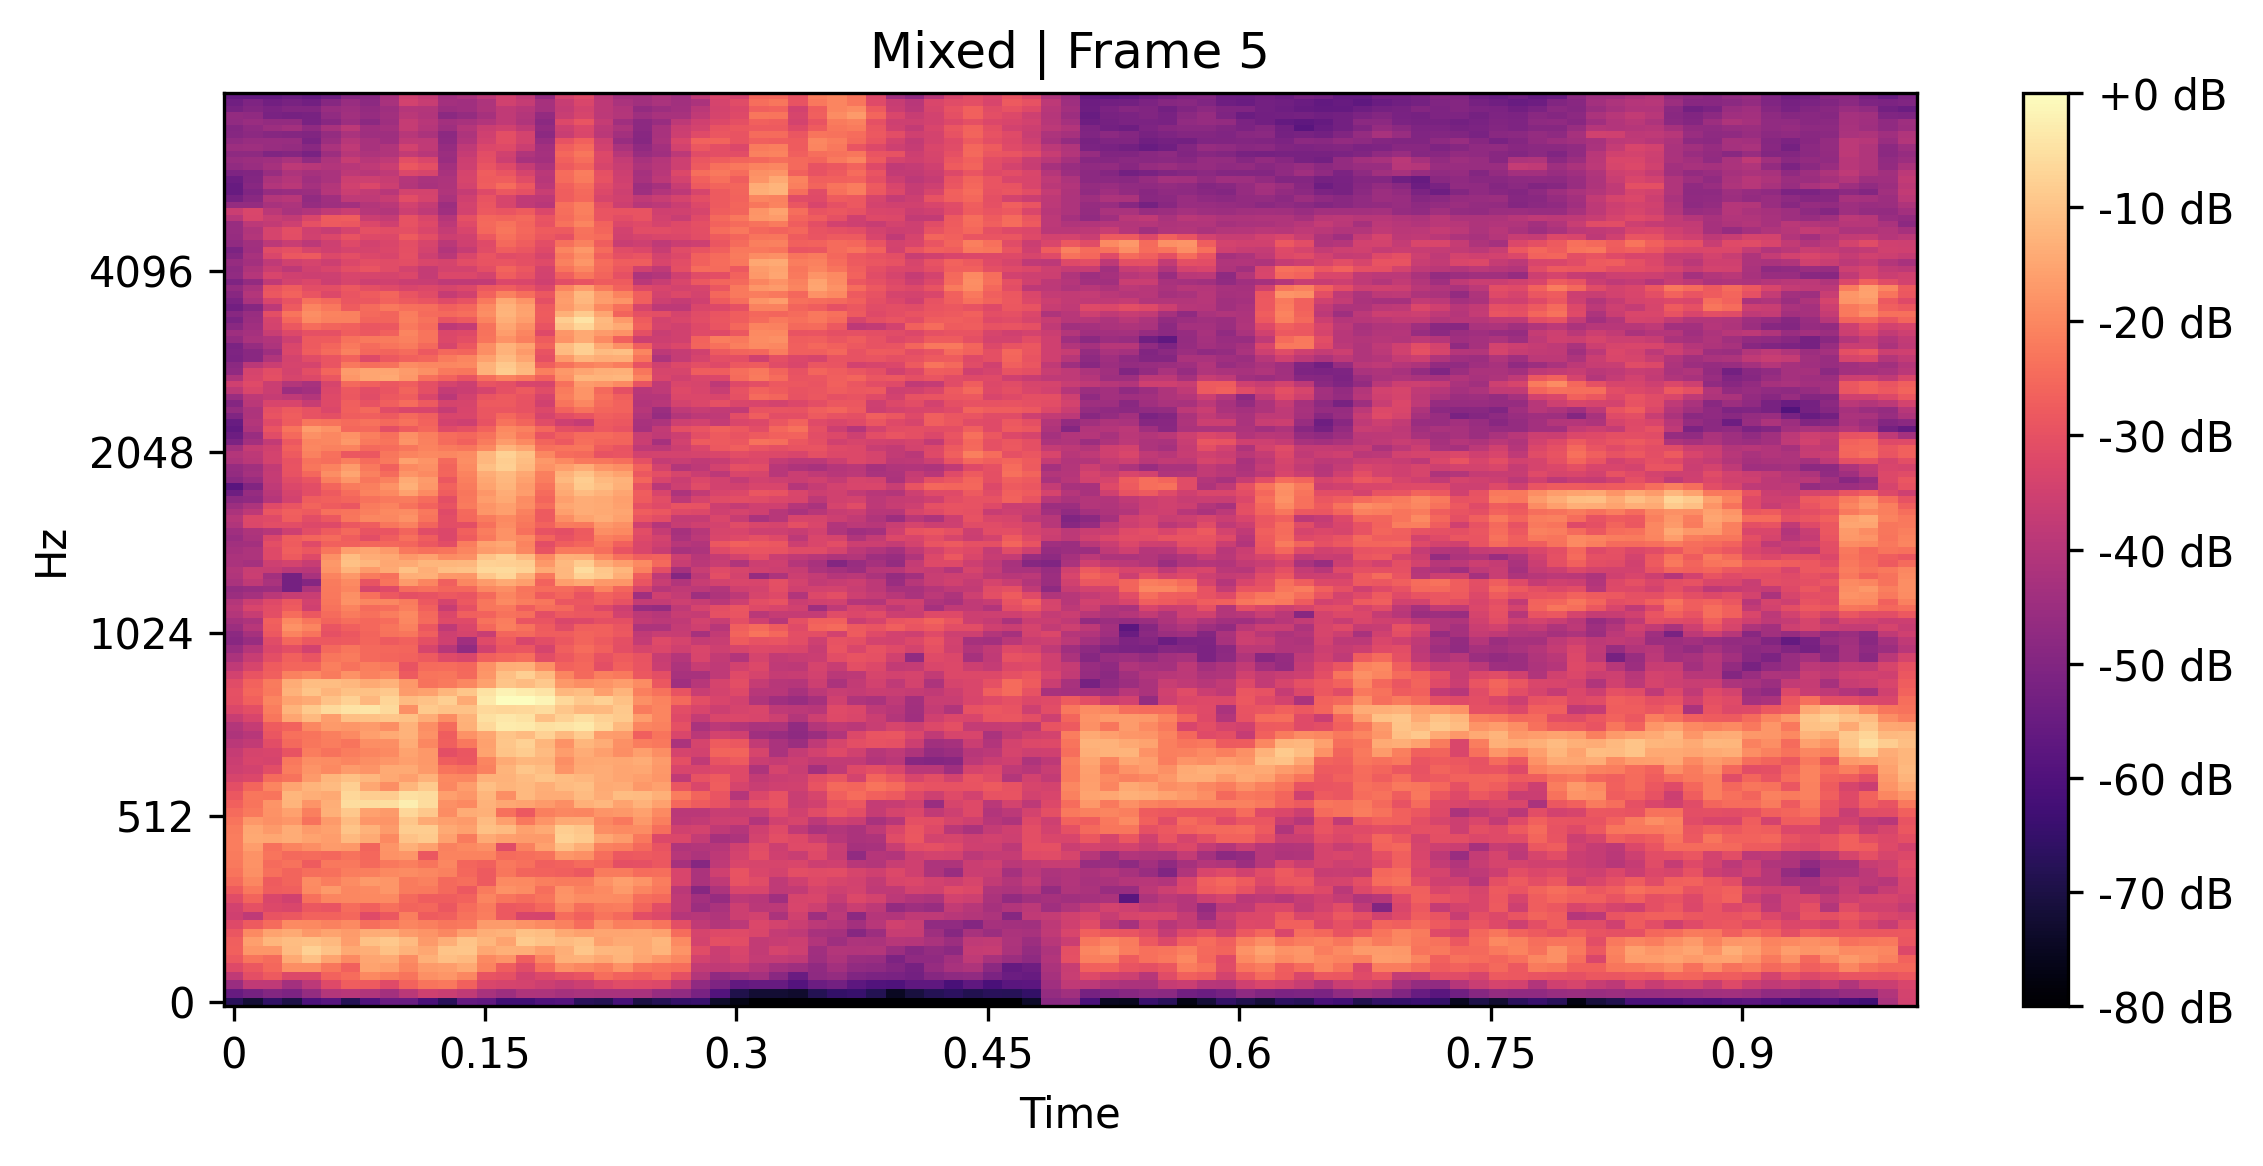 Mixed | Frame 5
+0 dB
-10 dB
-20 dB
-30 dB
-40 dB
-50 dB
-60 dB
-70 dB
-80 dB
Hz
4096
2048
1024
512
0
0 0.15 0.3 0.45 0.6 0.75 0.9
Time